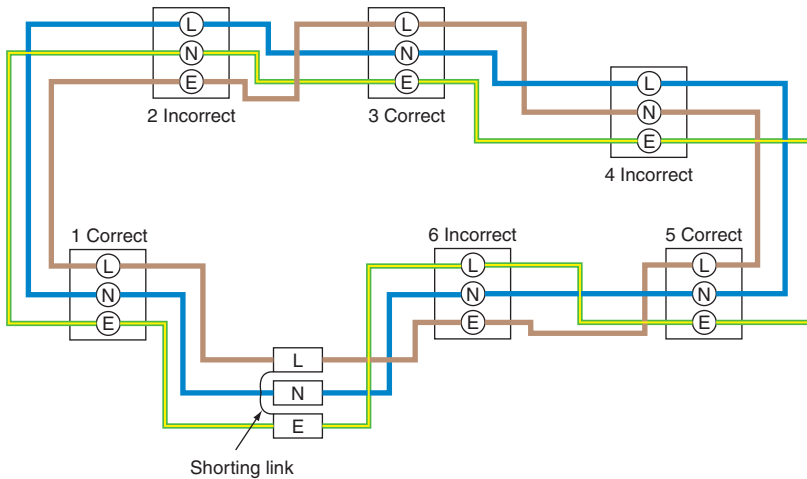 L
N
E
2 Incorrect
L
N
E
3 Correct
L
N
E
4 Incorrect
1 Correct
L
N
E
6 Incorrect
L
N
E
5 Correct
L
N
E
L
N
E
Shorting link